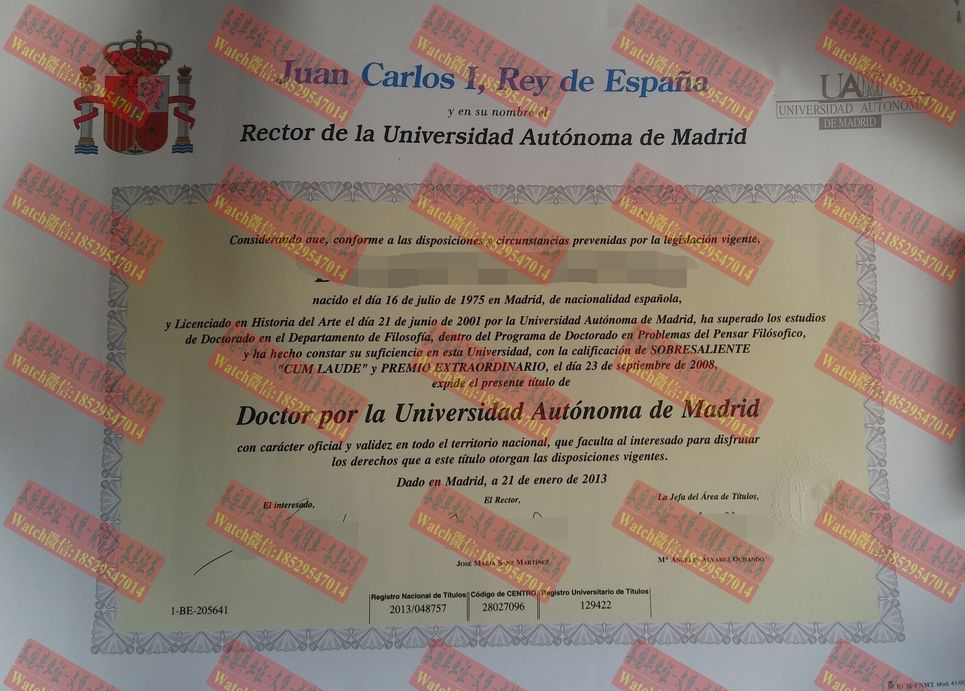 Juan Carlos I, Rey de España
y en su nombre el
Rector de la Universidad Autónoma de Madrid
UAM
UNIVERSIDAD AUTONOMA
DE MADRID
Considerando que, conforme a las disposiciones y circunstancias prevenidas por la legislación vigente,
nacido el día 16 de julio de 1975 en Madrid, de nacionalidad española,
y Licenciado en Historia del Arte el día 21 de junio de 2001 por la Universidad Autónoma de Madrid, ha superado los estudios
de Doctorado en el Departamento de Filosofía, dentro del Programa de Doctorado en Problemas del Pensar Filósofico,
y ha hecho constar su suficiencia en esta Universidad, con la calificación de SOBRESALIENTE
"CUM LAUDE" y PREMIO EXTRAORDINARIO, el día 23 de septiembre de 2008,
expide el presente título de
Doctor por la Universidad Autónoma de Madrid
con carácter oficial y validez en todo el territorio nacional, que faculta al interesado para disfrutar
los derechos que a este título otorgan las disposiciones vigentes.
Dado en Madrid, a 21 de enero de 2013
El interesado,
El Rector,
La Jefa del Área de Títulos,
José María Sanz Martínez
Mª Ángeles Álvarez Ochando
1-BE-205641
Registro Nacional de Títulos
2013/048757
Código de CENTRO
28027096
Registro Universitario de Títulos
129422
Watch微信:18529547014